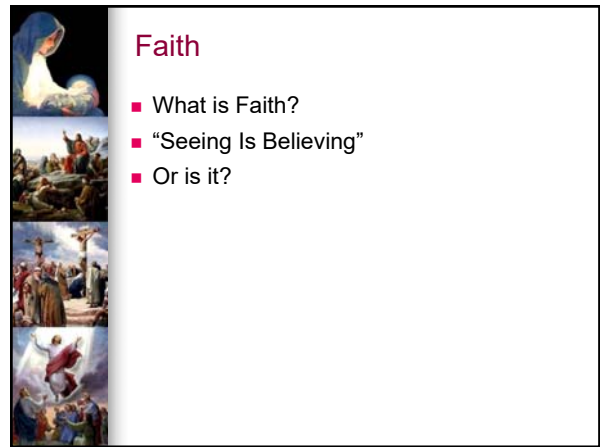 Faith
What is Faith?
“Seeing Is Believing”
Or is it?